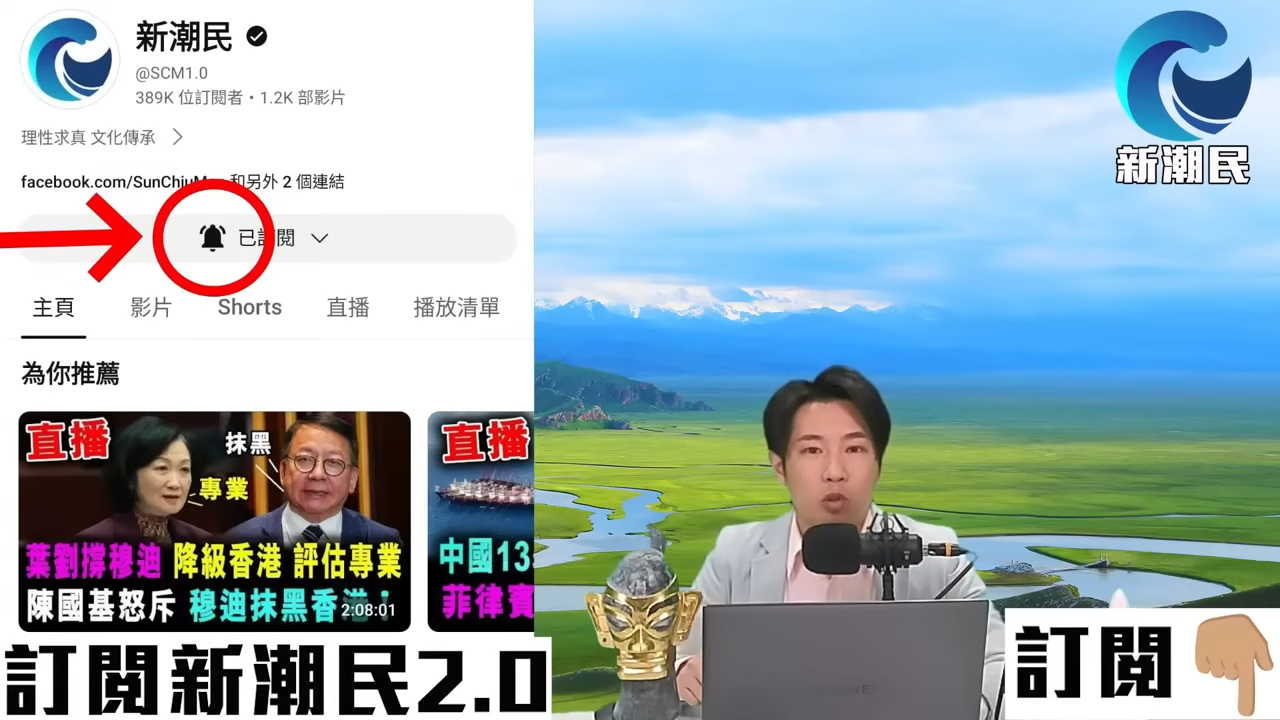 新潮民
@SCM1.0
389K 位訂閱者・1.2K 部影片
理性求真 文化傳承
facebook.com/SunChiuM 和另外 2 個連結
已訂閱
主頁 影片 Shorts 直播 播放清單
為你推薦
直播
抹黑
專業
葉劉撐穆迪 降級香港 評估專業
陳國基怒斥 穆迪抹黑香港！
2:08:01
直播
中國13
菲律賓
訂閱新潮民2.0
新潮民
訂閱